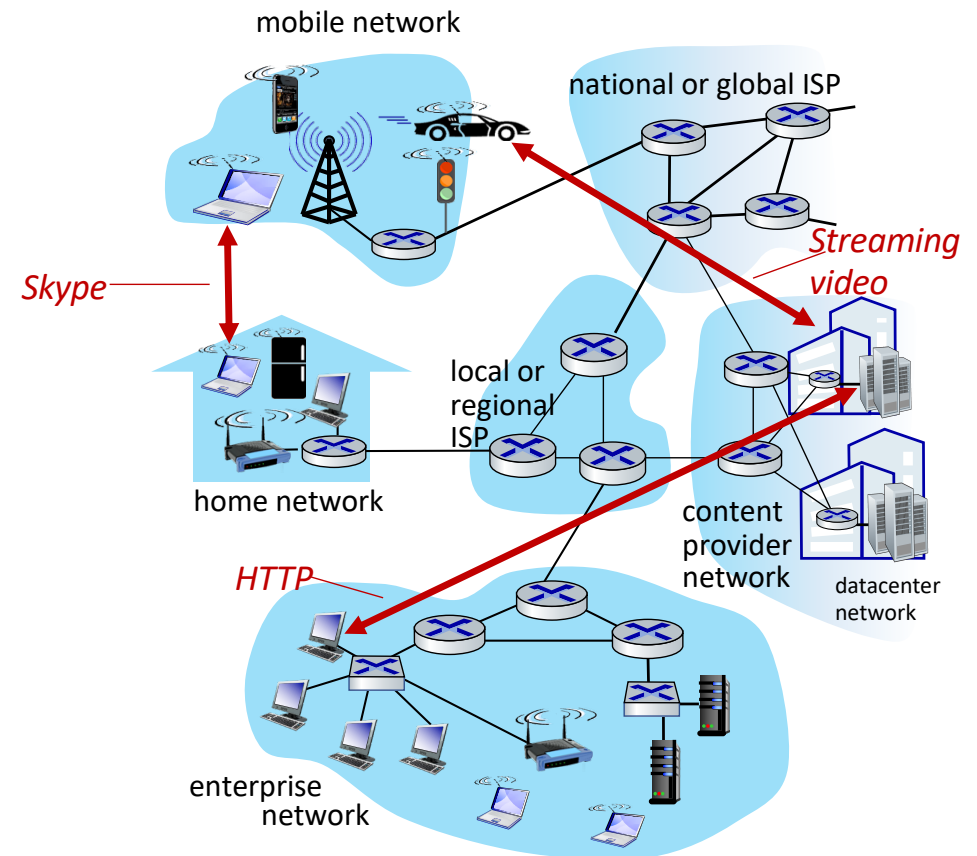 mobile network
national or global ISP
Streaming
video
Skype
local or
regional
ISP
home network
content
provider
network
datacenter
network
HTTP
enterprise
network